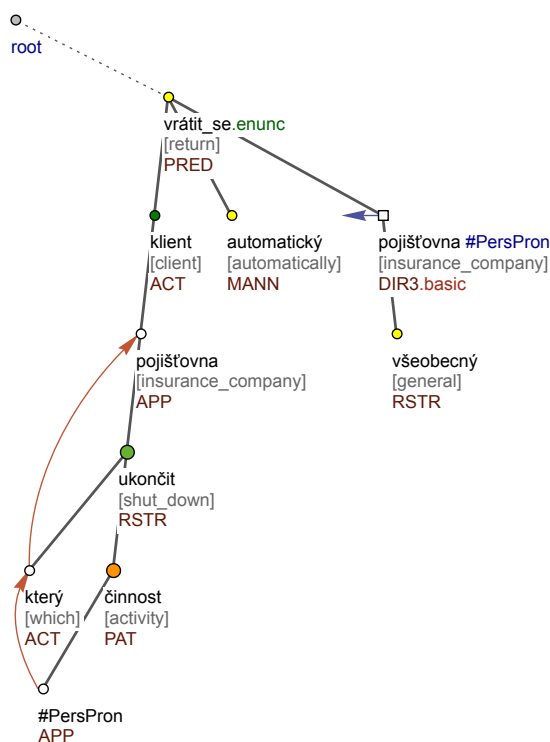 root
vrátit_se.enunc
[return]
PRED
klient
[client]
ACT
automatický
[automatically]
MANN
pojišťovna #PersPron
[insurance_company]
DIR3.basic
pojišťovna
[insurance_company]
APP
všeobecný
[general]
RSTR
ukončit
[shut_down]
RSTR
který
[which]
ACT
činnost
[activity]
PAT
#PersPron
APP